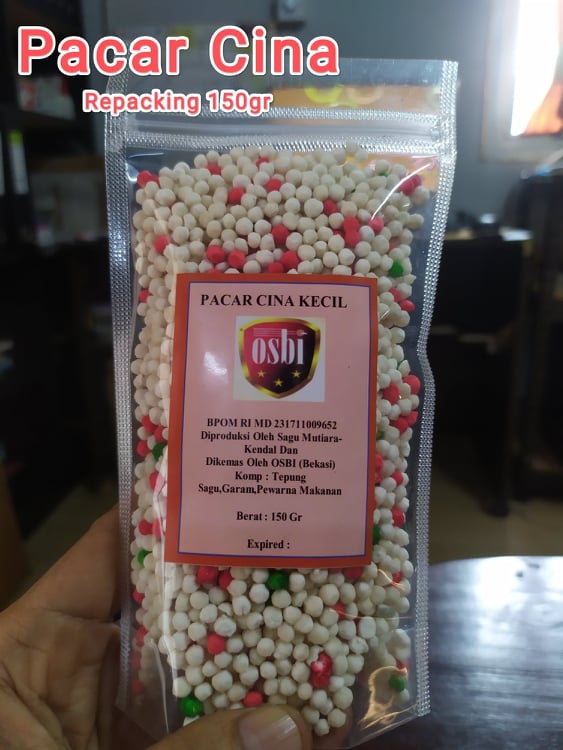 Pacar Cina
Repacking 150gr
PACAR CINA KECIL
osbi
BPOM RI MD 231711009652
Diproduksi Oleh Sagu Mutiara-
Kendal Dan
Dikemas Oleh OSBI (Bekasi)
Komp : Tepung
Sagu,Garam,Pewarna Makanan
Berat : 150 Gr
Expired :